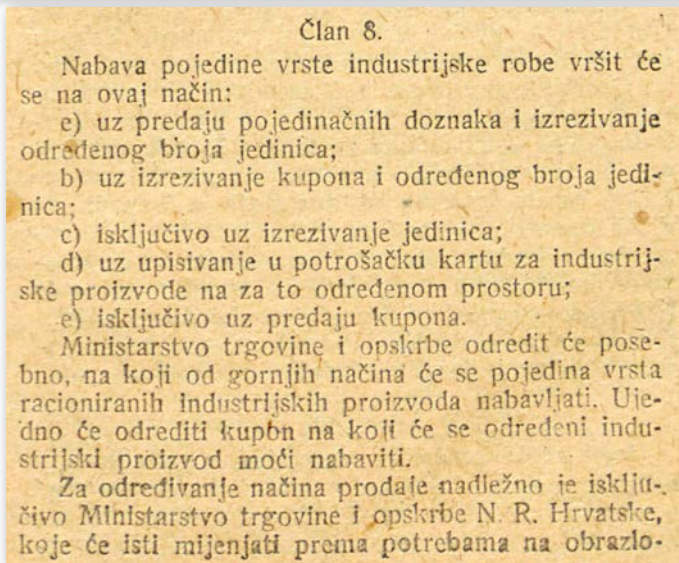 Član 8.
Nabava pojedine vrste industrijske robe vršit će
se na ovaj način:
e) uz predaju pojedinačnih doznaka i izrezivanje
određenog broja jedinica;
b) uz izrezivanje kupona i određenog broja jedi-
nica;
c) isključivo uz izrezivanje jedinica;
d) uz upisivanje u potrošačku kartu za industrij-
ske proizvode na za to određenom prostoru;
e) isključivo uz predaju kupona.
Ministarstvo trgovine i opskrbe odredit će pose-
bno, na koji od gornjih načina će se pojedina vrsta
racioniranih industrijskih proizvoda nabavljati. Uje-
dno će odrediti kupon na koji će se određeni indu-
strijski proizvod moći nabaviti.
Za određivanje načina prodaje nadležno je isklju-
čivo Ministarstvo trgovine i opskrbe N. R. Hrvatske,
koje će isti mijenjati prema potrebama na obrazlo-